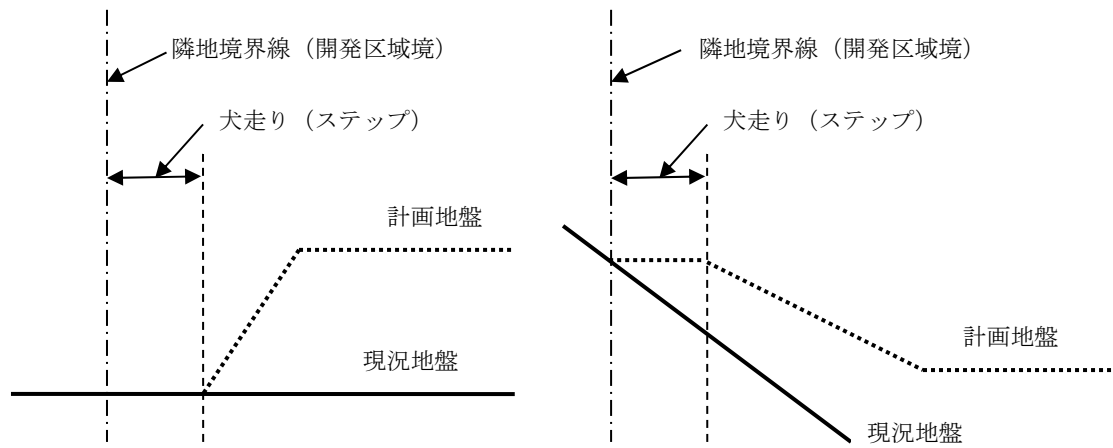 隣地境界線（開発区域境）
犬走り（ステップ）
計画地盤
現況地盤
隣地境界線（開発区域境）
犬走り（ステップ）
計画地盤
現況地盤